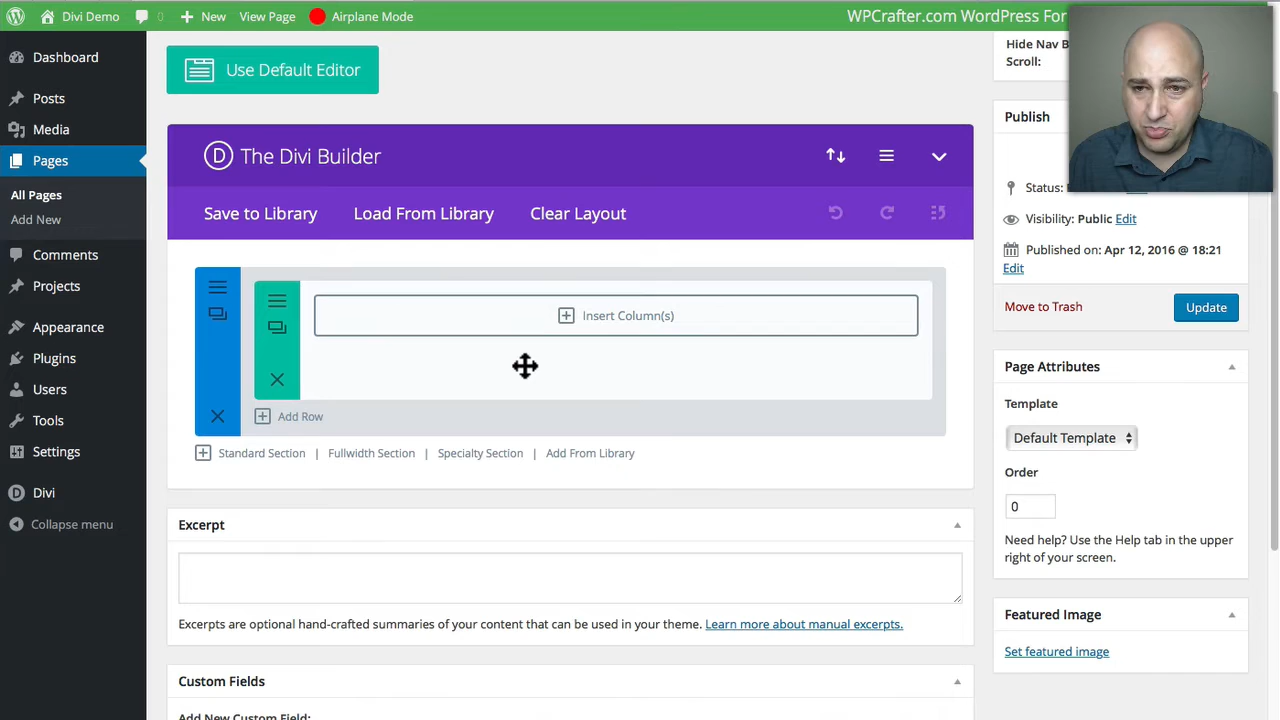 Divi Demo
0
New
View Page
Airplane Mode
WPCrafter.com WordPress For
Dashboard
Posts
Media
Pages
All Pages
Add New
Comments
Projects
Appearance
Plugins
Users
Tools
Settings
Divi
Collapse menu
Use Default Editor
D The Divi Builder
Save to Library
Load From Library
Clear Layout
Insert Column(s)
Add Row
Standard Section | Fullwidth Section | Specialty Section | Add From Library
Excerpt
Excerpts are optional hand-crafted summaries of your content that can be used in your theme. Learn more about manual excerpts.
Custom Fields
Add New Custom Field:
Hide Nav B
Scroll:
Publish
Status:
Visibility: Public Edit
Published on: Apr 12, 2016 @ 18:21
Edit
Move to Trash
Update
Page Attributes
Template
Default Template
Order
0
Need help? Use the Help tab in the upper
right of your screen.
Featured Image
Set featured image